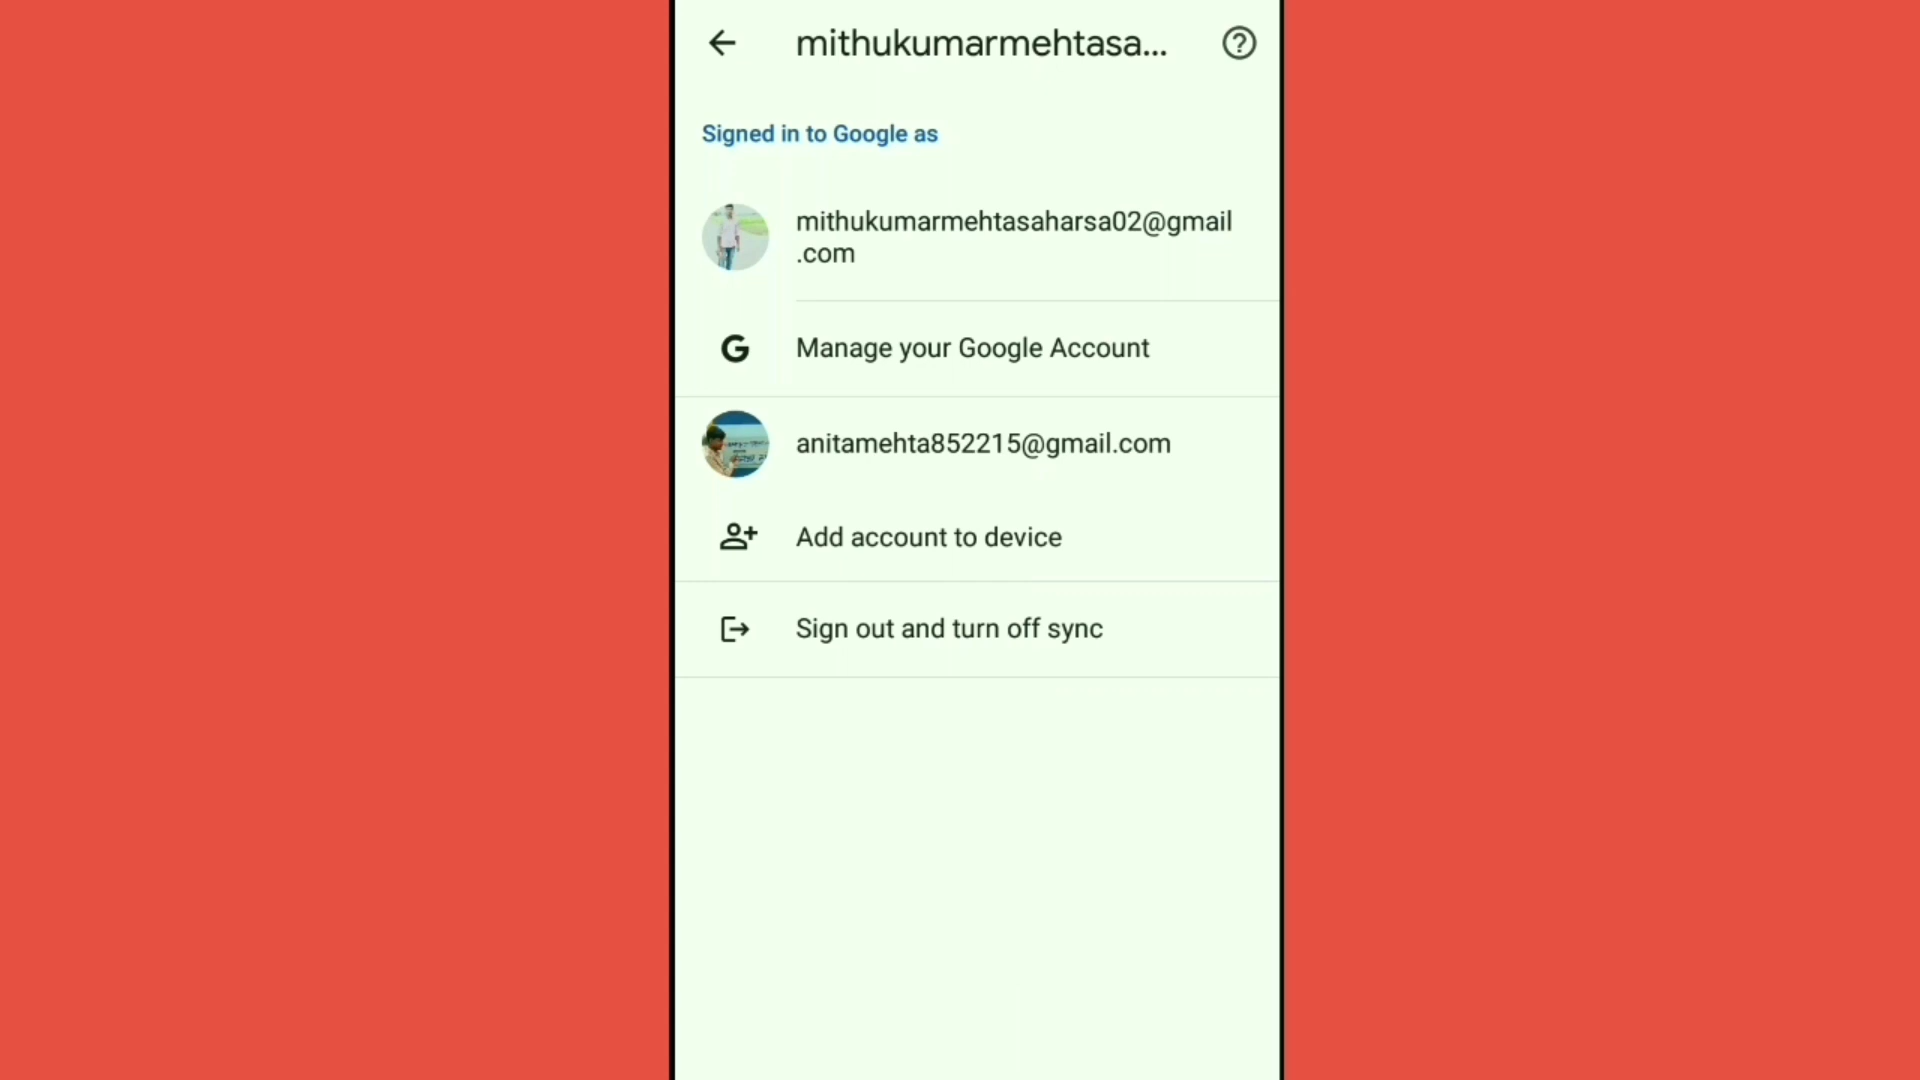 mithukumarmehtasa...
Signed in to Google as
mithukumarmehtasaharsa02@gmail
.com
Manage your Google Account
anitamehta852215@gmail.com
Add account to device
Sign out and turn off sync